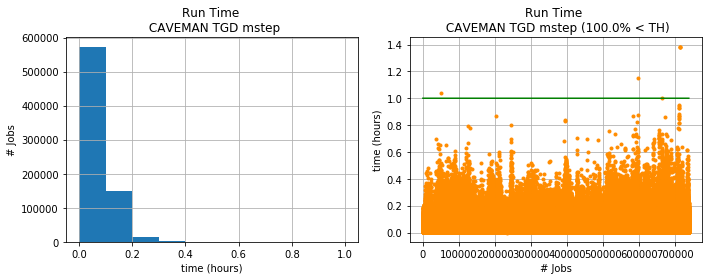 Run Time
CAVEMAN TGD mstep
600000
500000
400000
300000
200000
100000
0
# Jobs
0.0 0.2 0.4 0.6 0.8 1.0
time (hours)
Run Time
CAVEMAN TGD mstep (100.0% < TH)
1.4
1.2
1.0
0.8
0.6
0.4
0.2
0.0
time (hours)
0 100000 200000 300000 400000 500000 600000 700000
# Jobs